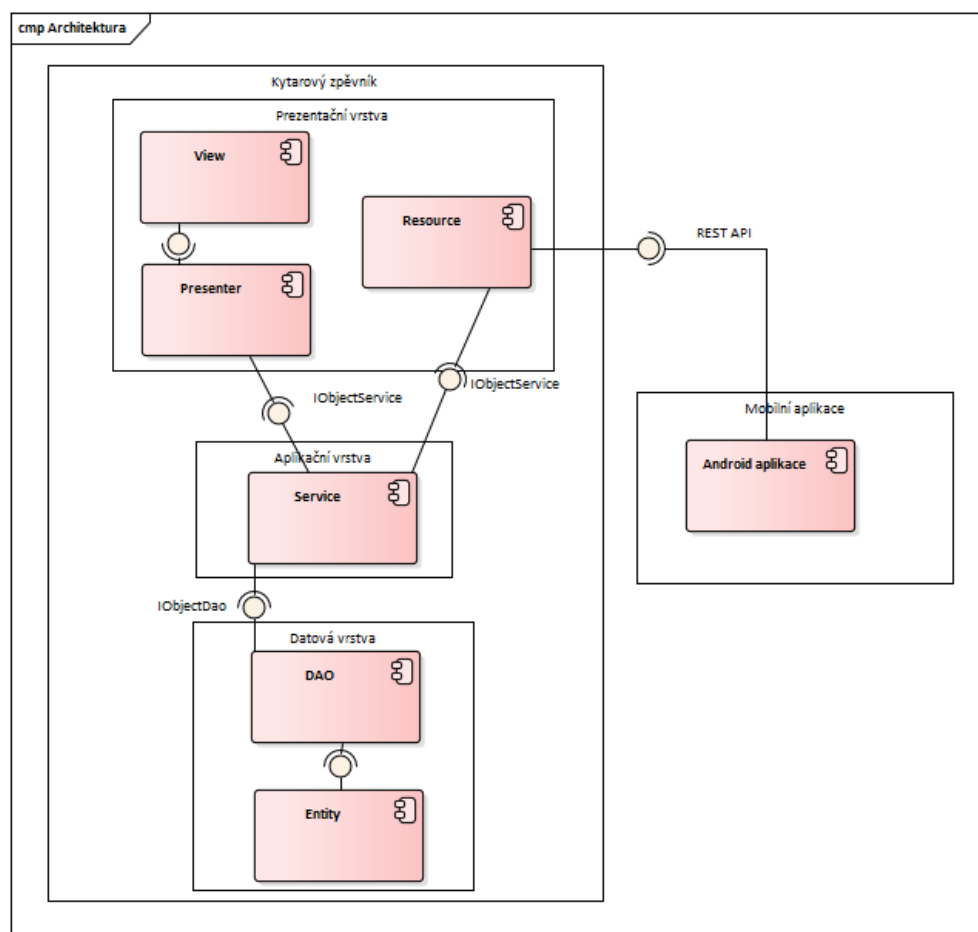 cmp Architektura
Kytarový zpěvník
Prezentační vrstva
View
Resource
REST API
Presenter
IObjectService
IObjectService
Mobilní aplikace
Aplikační vrstva
Android aplikace
Service
IObjectDao
Datová vrstva
DAO
Entity